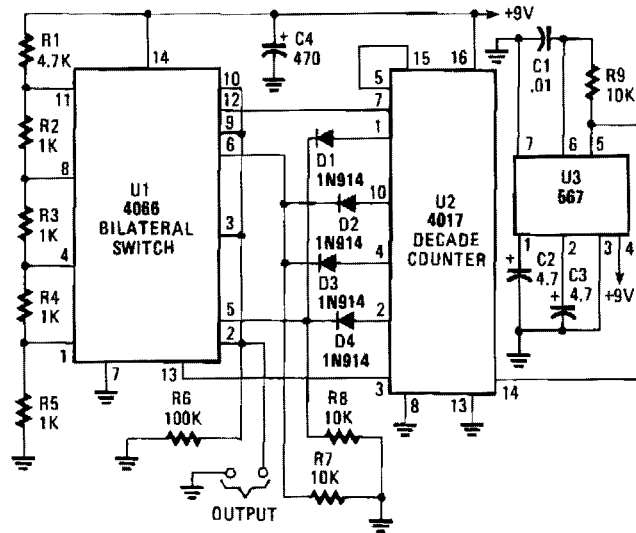 +9V
R1
4.7K
14
+ C4
470
15
16
C1
.01
R9
10K
11
10
12
9
6
5
7
1
7
6
5
R2
1K
8
D1
1N914
U3
567
U1
4066
BILATERAL
SWITCH
10
D2
1N914
U2
4017
DECADE
COUNTER
R3
1K
3
4
4
D3
1N914
1
2
3
4
+ C2
4.7
C3
4.7
+
+9V
R4
1K
5
2
2
D4
1N914
1
7
13
3
8
13
14
R5
1K
R6
100K
R8
10K
R7
10K
OUTPUT